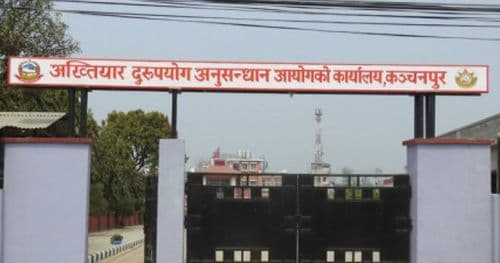 अख्तियार दुरूपयोग अनुसन्धान आयोगको कार्यालय,कञ्चनपुर